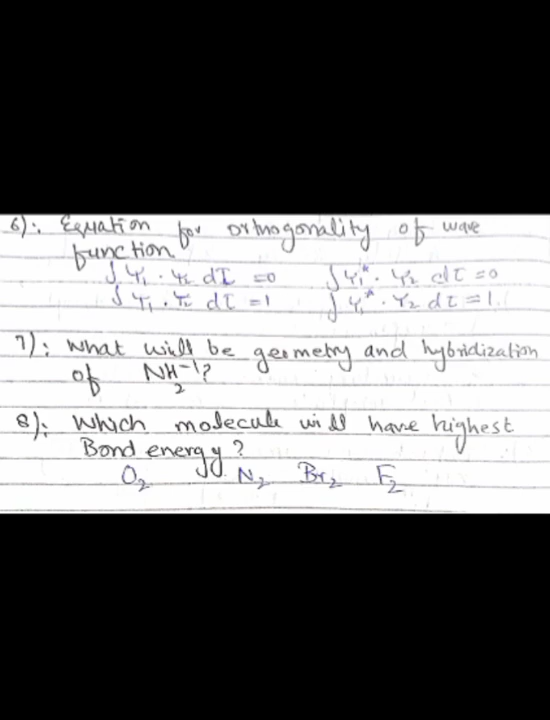 6):. Equation for orthogonality of wave
function.
∫Ψ₁ . Ψ₂ dτ = 0 ∫Ψ₁* . Ψ₂ dτ = 0
∫Ψ₁ . Ψ₂ dτ = 1 ∫Ψ₁* . Ψ₂ dτ = 1.
7): What will be geometry and hybridization
of NH₂⁻¹?
8): Which molecule will have highest
Bond energy?
O₂ N₂ Br₂ F₂